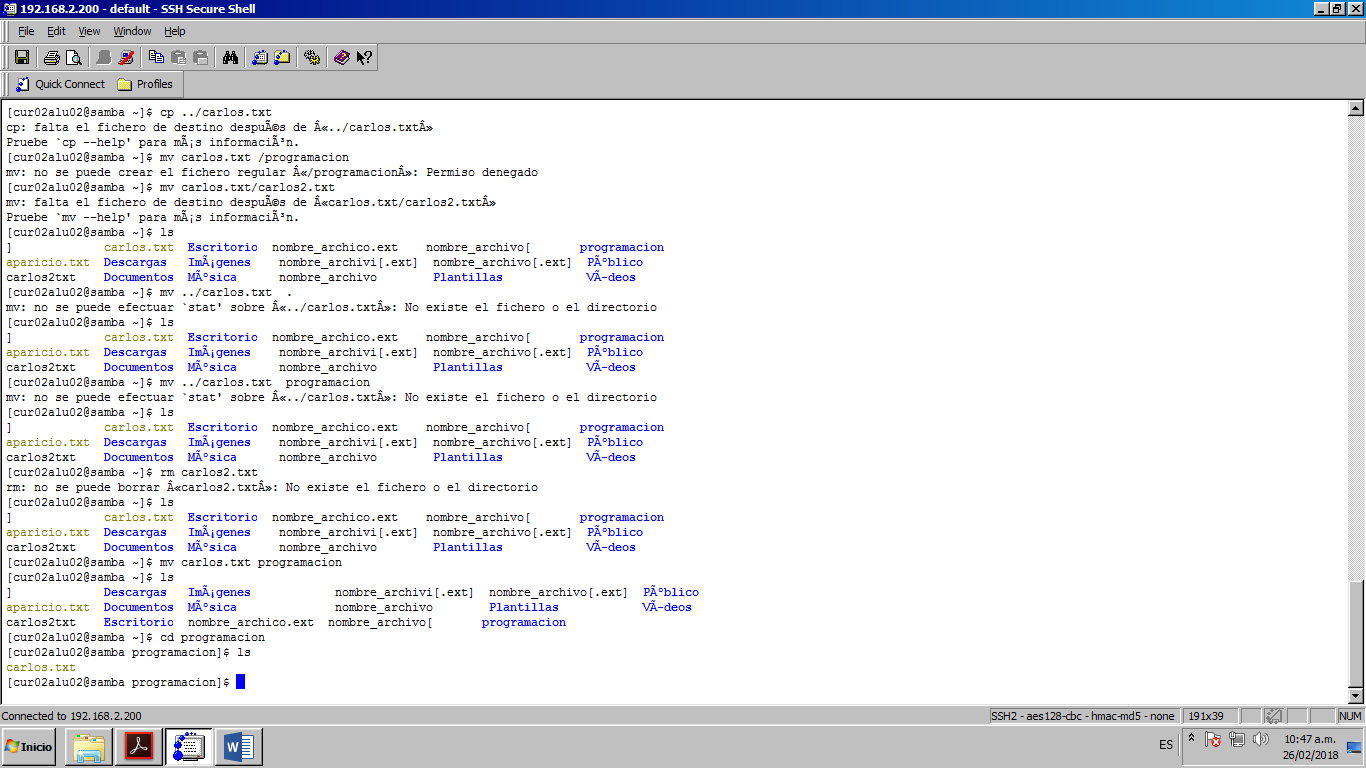 192.168.2.200 - default - SSH Secure Shell
File Edit View Window Help
Quick Connect Profiles
[cur02alu02@samba ~]$ cp ../carlos.txt
cp: falta el fichero de destino despuÃ©s de Â«../carlos.txtÂ»
Pruebe `cp --help' para mÃ¡s informaciÃ³n.
[cur02alu02@samba ~]$ mv carlos.txt /programacion
mv: no se puede crear el fichero regular Â«/programacionÂ»: Permiso denegado
[cur02alu02@samba ~]$ mv carlos.txt/carlos2.txt
mv: falta el fichero de destino despuÃ©s de Â«carlos.txt/carlos2.txtÂ»
Pruebe `mv --help' para mÃ¡s informaciÃ³n.
[cur02alu02@samba ~]$ ls
] carlos.txt Escritorio nombre_archico.ext nombre_archivo[ programacion
aparicio.txt Descargas ImÃ¡genes nombre_archivi[.ext] nombre_archivo[.ext] PÃºblico
carlos2txt Documentos MÃºsica nombre_archivo Plantillas VÃ-deos
[cur02alu02@samba ~]$ mv ../carlos.txt .
mv: no se puede efectuar `stat' sobre Â«../carlos.txtÂ»: No existe el fichero o el directorio
[cur02alu02@samba ~]$ ls
] carlos.txt Escritorio nombre_archico.ext nombre_archivo[ programacion
aparicio.txt Descargas ImÃ¡genes nombre_archivi[.ext] nombre_archivo[.ext] PÃºblico
carlos2txt Documentos MÃºsica nombre_archivo Plantillas VÃ-deos
[cur02alu02@samba ~]$ mv ../carlos.txt programacion
mv: no se puede efectuar `stat' sobre Â«../carlos.txtÂ»: No existe el fichero o el directorio
[cur02alu02@samba ~]$ ls
] carlos.txt Escritorio nombre_archico.ext nombre_archivo[ programacion
aparicio.txt Descargas ImÃ¡genes nombre_archivi[.ext] nombre_archivo[.ext] PÃºblico
carlos2txt Documentos MÃºsica nombre_archivo Plantillas VÃ-deos
[cur02alu02@samba ~]$ rm carlos2.txt
rm: no se puede borrar Â«carlos2.txtÂ»: No existe el fichero o el directorio
[cur02alu02@samba ~]$ ls
] carlos.txt Escritorio nombre_archico.ext nombre_archivo[ programacion
aparicio.txt Descargas ImÃ¡genes nombre_archivi[.ext] nombre_archivo[.ext] PÃºblico
carlos2txt Documentos MÃºsica nombre_archivo Plantillas VÃ-deos
[cur02alu02@samba ~]$ mv carlos.txt programacion
[cur02alu02@samba ~]$ ls
] Descargas ImÃ¡genes nombre_archivi[.ext] nombre_archivo[.ext] PÃºblico
aparicio.txt Documentos MÃºsica nombre_archivo Plantillas VÃ-deos
carlos2txt Escritorio nombre_archico.ext nombre_archivo[ programacion
[cur02alu02@samba ~]$ cd programacion
[cur02alu02@samba programacion]$ ls
carlos.txt
[cur02alu02@samba programacion]$
Connected to 192.168.2.200 SSH2 - aes128-cbc - hmac-md5 - none 191x39 NUM
Inicio ES 10:47 a.m.
26/02/2018